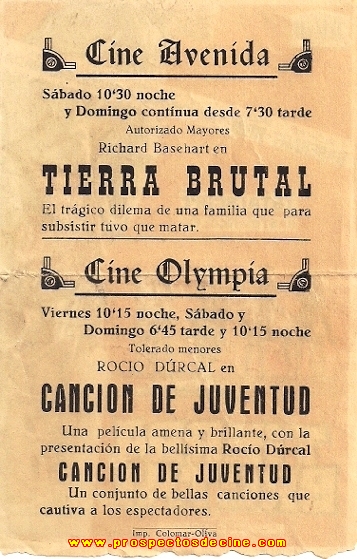 Cine Avenida
Sábado 10'30 noche
y Domingo contínua desde 7'30 tarde
Autorizado Mayores
Richard Basehart en
TIERRA BRUTAL
El trágico dilema de una familia que para
subsistir tuvo que matar.
Cine Olympia
Viernes 10'15 noche, Sábado y
Domingo 6'45 tarde y 10'15 noche
Tolerado menores
ROCIO DÚRCAL en
CANCION DE JUVENTUD
Una película amena y brillante, con la
presentación de la bellísima Rocío Dúrcal
CANCION DE JUVENTUD
Un conjunto de bellas canciones que
cautiva a los espectadores.
Imp. Colomar-Oliva
www.prospectosdecine.com